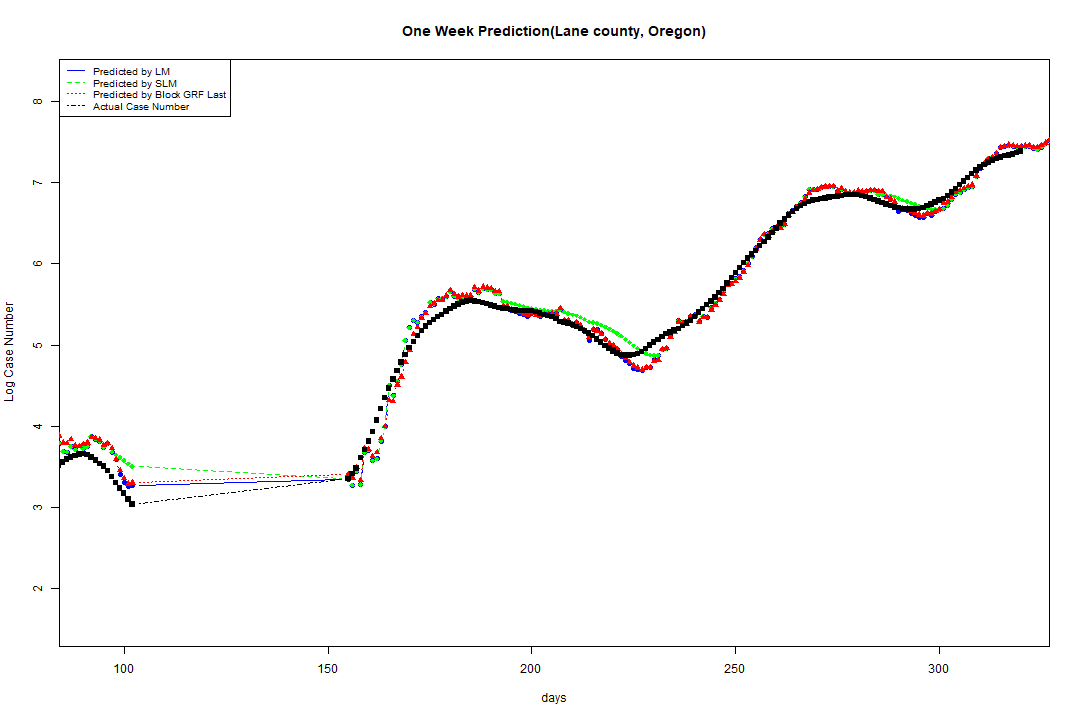 One Week Prediction(Lane county, Oregon)
Predicted by LM
Predicted by SLM
Predicted by Block GRF Last
Actual Case Number
8
7
6
5
4
3
2
Log Case Number
100 150 200 250 300
days